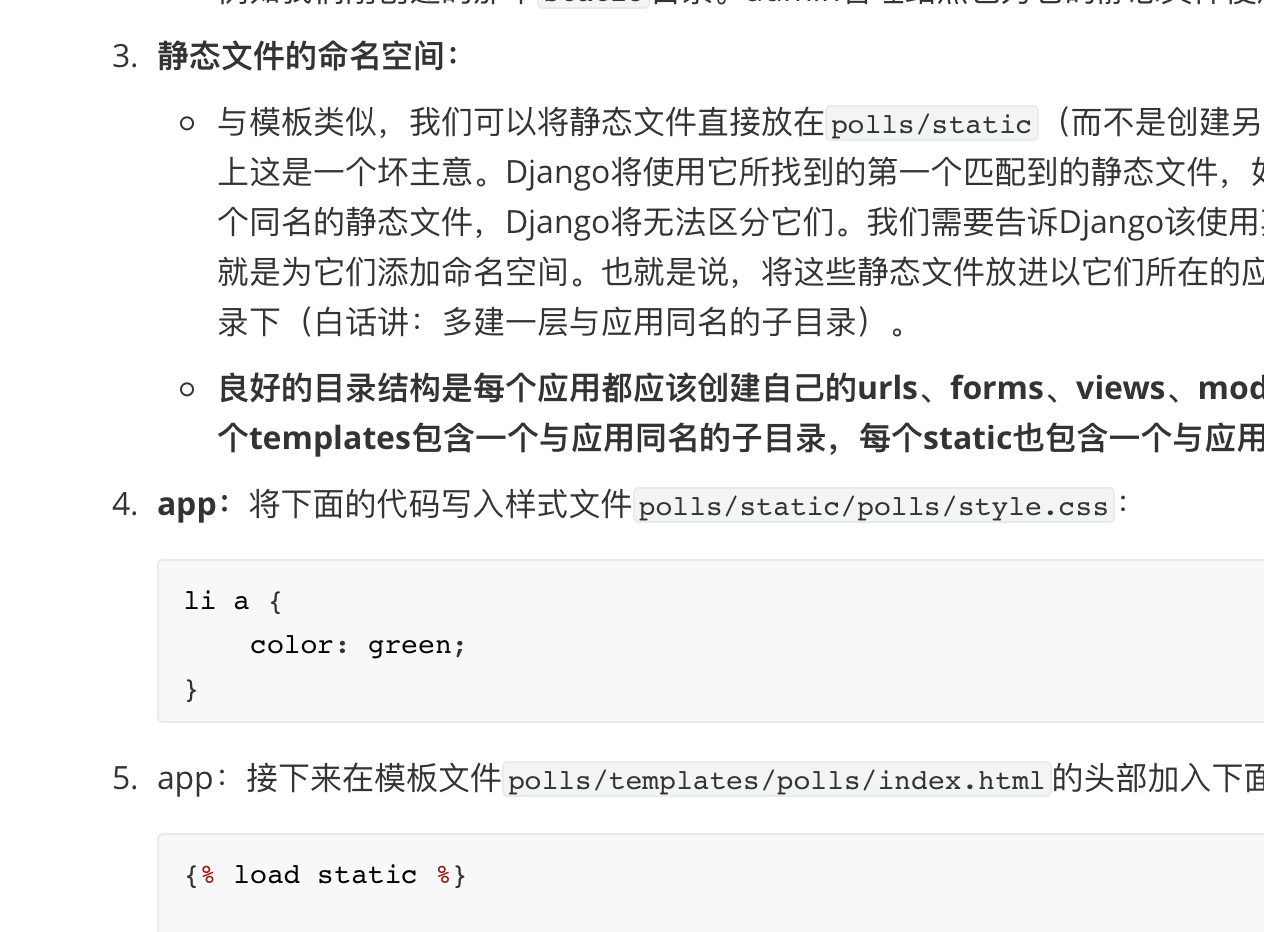 3. 静态文件的命名空间：
与模板类似，我们可以将静态文件直接放在polls/static（而不是创建另
上这是一个坏主意。Django将使用它所找到的第一个匹配到的静态文件，
个同名的静态文件，Django将无法区分它们。我们需要告诉Django该使用
就是为它们添加命名空间。也就是说，将这些静态文件放进以它们所在的应
录下（白话讲：多建一层与应用同名的子目录）。
良好的目录结构是每个应用都应该创建自己的urls、forms、views、mod
个templates包含一个与应用同名的子目录，每个static也包含一个与应用
4. app：将下面的代码写入样式文件polls/static/polls/style.css：
li a {
color: green;
}
5. app：接下来在模板文件polls/templates/polls/index.html的头部加入下面
{% load static %}